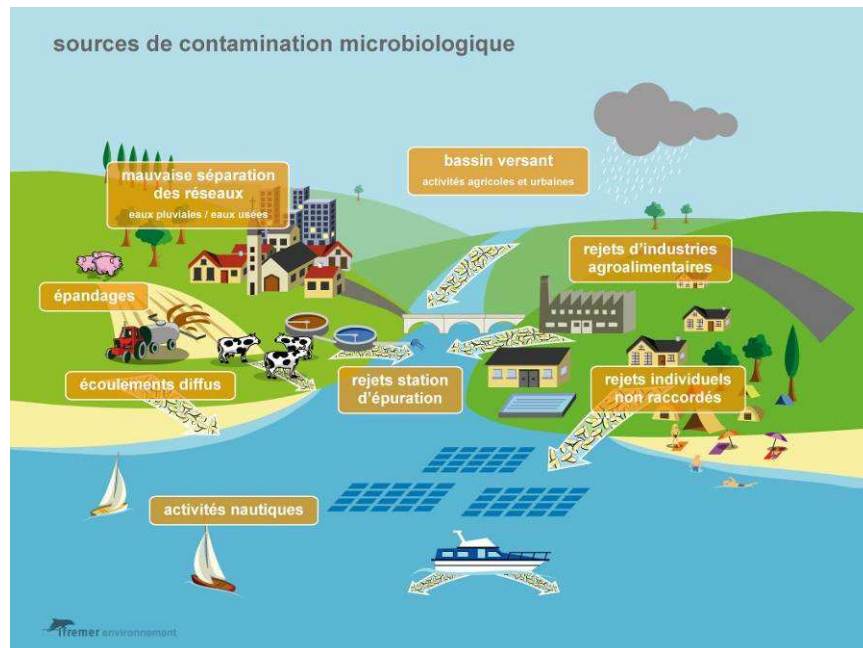 sources de contamination microbiologique
mauvaise séparation
des réseaux
eaux pluviales / eaux usées
bassin versant
activités agricoles et urbaines
rejets d'industries
agroalimentaires
épandages
écoulements diffus
rejets station
d'épuration
rejets individuels
non raccordés
activités nautiques
ifremer environnement